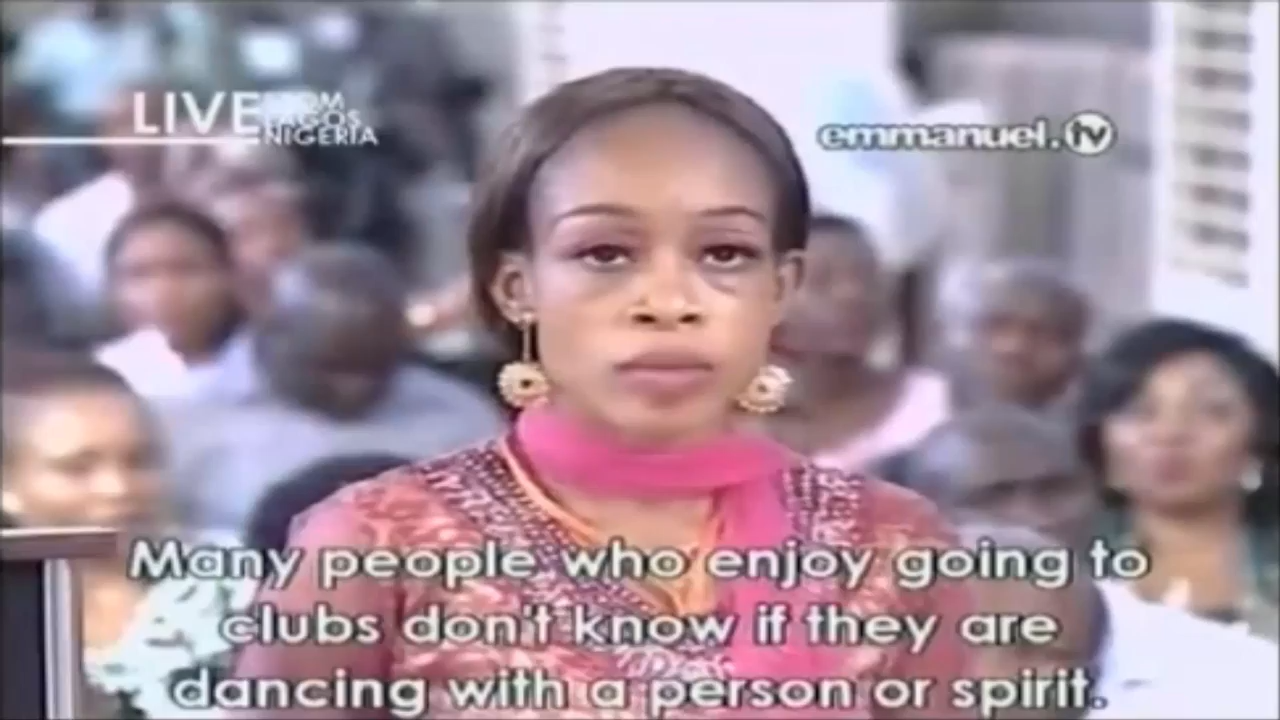 LIVE FROM
LAGOS
NIGERIA
emmanuel.tv
Many people who enjoy going to
clubs don't know if they are
dancing with a person or spirit.